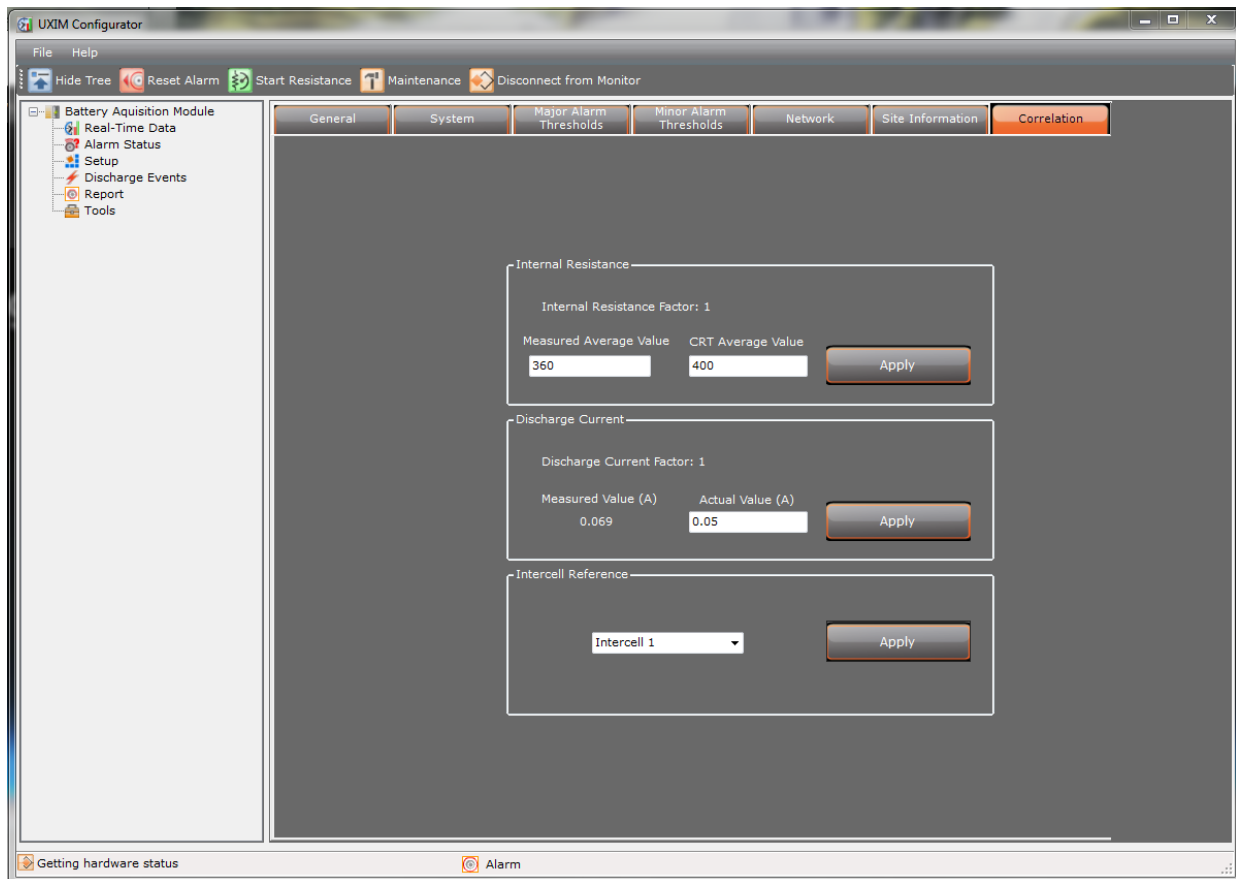 UXIM Configurator
File Help
Hide Tree Reset Alarm Start Resistance Maintenance Disconnect from Monitor
Battery Aquisition Module
Real-Time Data
Alarm Status
Setup
Discharge Events
Report
Tools
General System Major Alarm Thresholds Minor Alarm Thresholds Network Site Information Correlation
Internal Resistance
Internal Resistance Factor: 1
Measured Average Value CRT Average Value
360 400 Apply
Discharge Current
Discharge Current Factor: 1
Measured Value (A) Actual Value (A)
0.069 0.05 Apply
Intercell Reference
Intercell 1 Apply
Getting hardware status Alarm